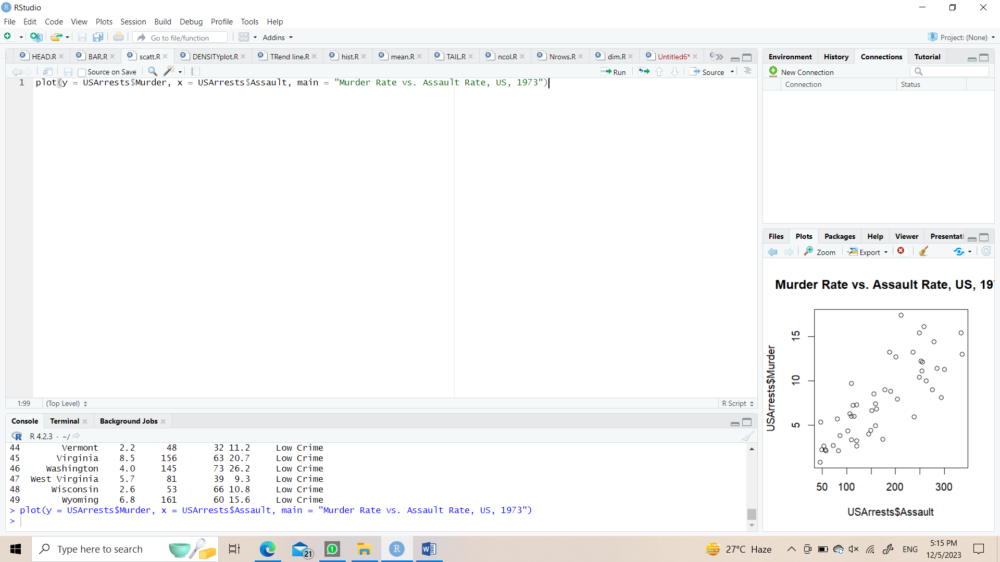 RStudio
File Edit Code View Plots Session Build Debug Profile Tools Help
Go to file/function Addins Project: (None)
HEAD.R BAR.R scatt.R DENSITYplot.R TRend line.R hist.R mean.R TAIL.R ncol.R Nrows.R dim.R Untitled6*
Source on Save Run Source
1 plot(y = USArrests$Murder, x = USArrests$Assault, main = "Murder Rate vs. Assault Rate, US, 1973")
1:99 (Top Level) R Script
Console Terminal Background Jobs
R 4.2.3 · ~/
44 Vermont 2.2 48 32 11.2 Low Crime
45 Virginia 8.5 156 63 20.7 Low Crime
46 Washington 4.0 145 73 26.2 Low Crime
47 West Virginia 5.7 81 39 9.3 Low Crime
48 Wisconsin 2.6 53 66 10.8 Low Crime
49 Wyoming 6.8 161 60 15.6 Low Crime
> plot(y = USArrests$Murder, x = USArrests$Assault, main = "Murder Rate vs. Assault Rate, US, 1973")
>
Environment History Connections Tutorial
New Connection
Connection Status
Files Plots Packages Help Viewer Presentati
Zoom Export
Murder Rate vs. Assault Rate, US, 19
USArrests$Murder
15
10
5
50 100 200 300
USArrests$Assault
Type here to search 21 1 R W 27°C Haze ENG
5:15 PM
12/5/2023